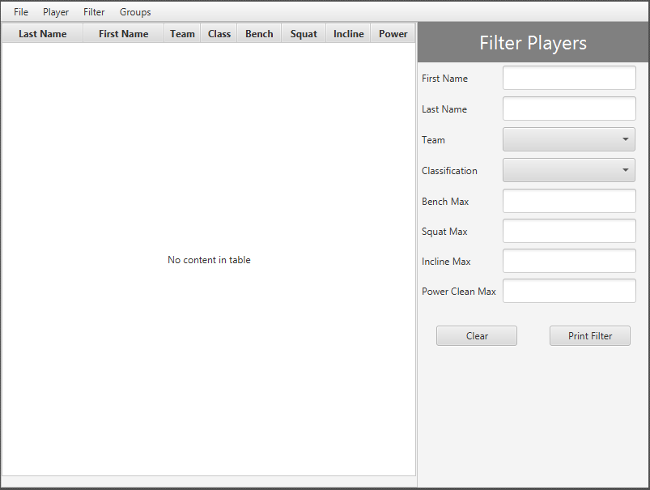 File Player Filter Groups
Last Name First Name Team Class Bench Squat Incline Power
No content in table
Filter Players
First Name
Last Name
Team
Classification
Bench Max
Squat Max
Incline Max
Power Clean Max
Clear Print Filter